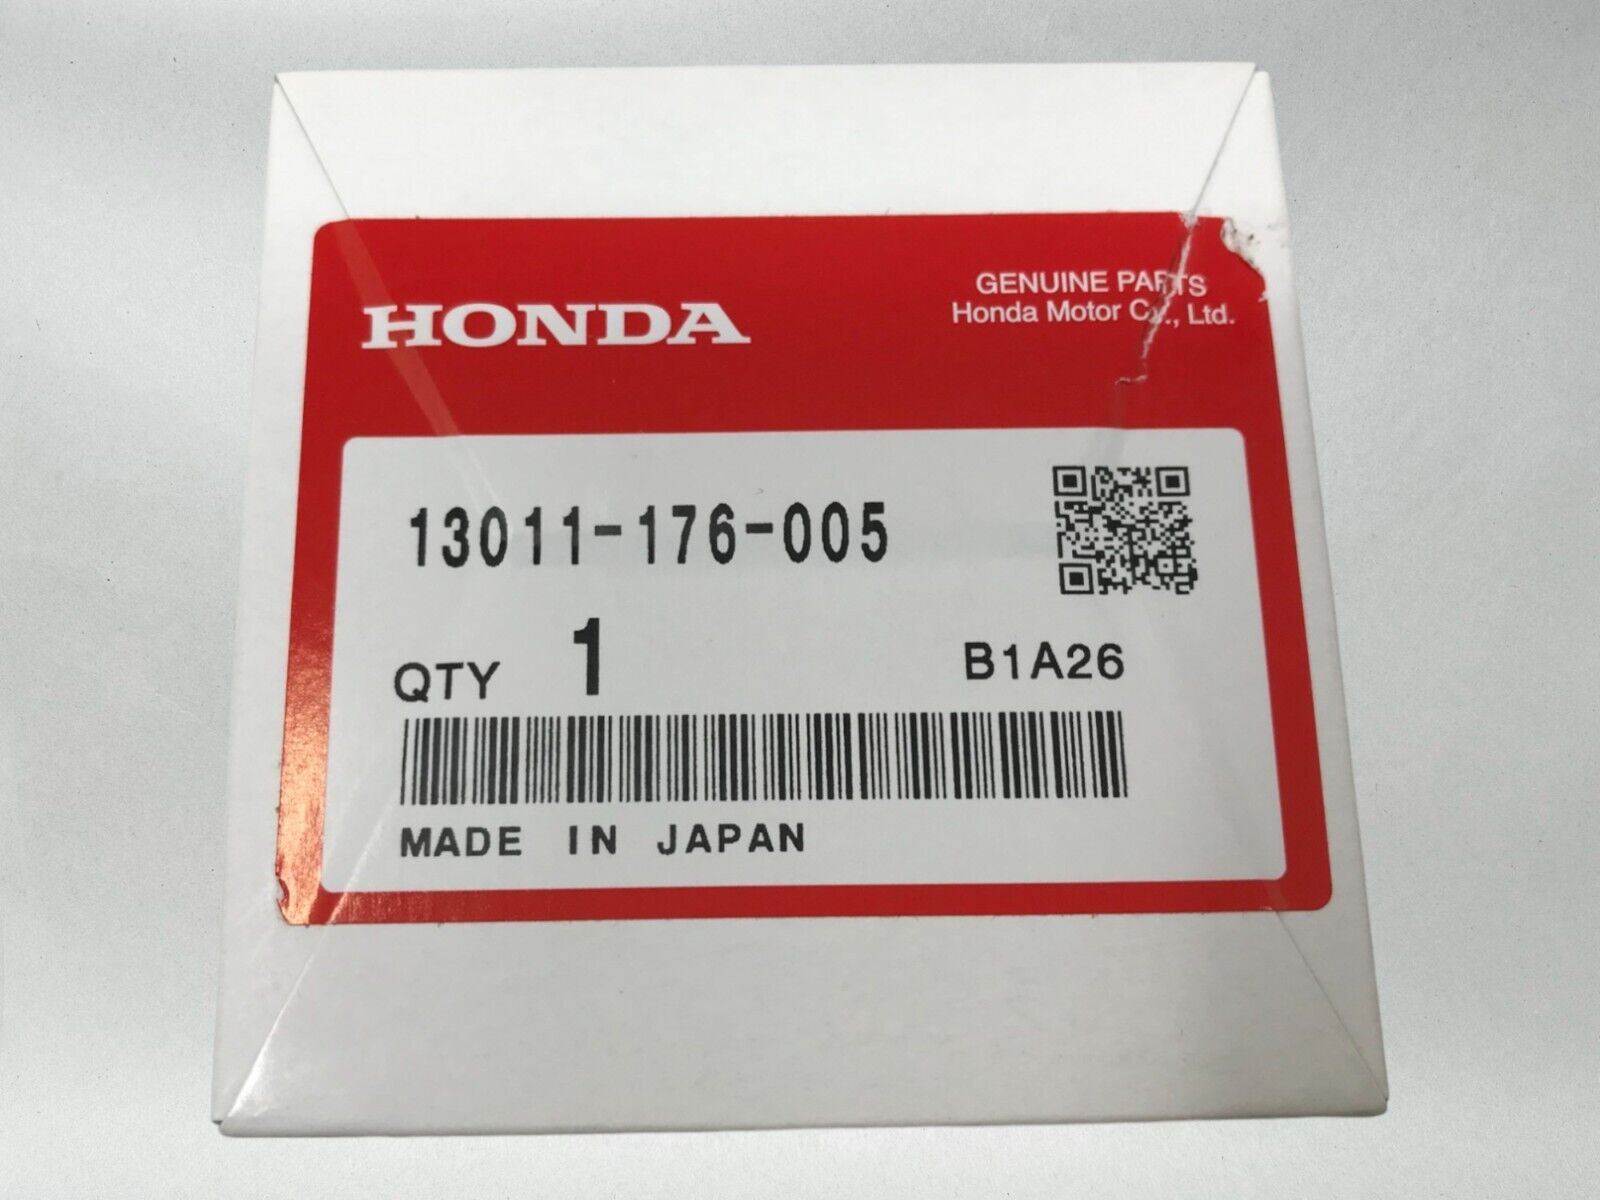 HONDA
GENUINE PARTS
Honda Motor Co., Ltd.
13011-176-005
QTY 1 B1A26
MADE IN JAPAN